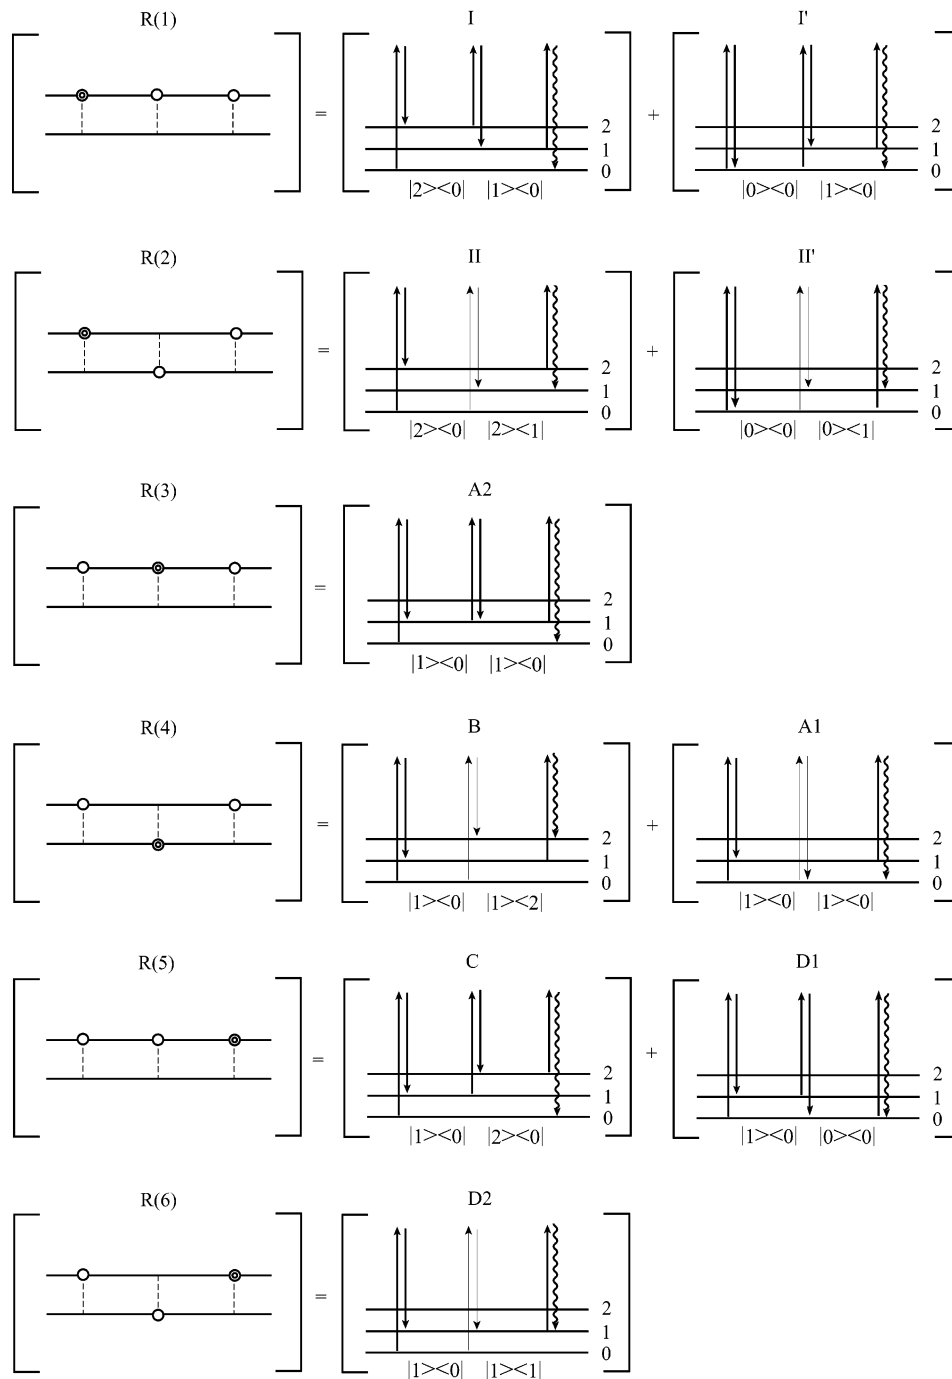 R(1) I I'
= +
2 2
1 1
0 0
|2><0| |1><0| |0><0| |1><0|
R(2) II II'
= +
2 2
1 1
0 0
|2><0| |2><1| |0><0| |0><1|
R(3) A2
=
2
1
0
|1><0| |1><0|
R(4) B A1
= +
2 2
1 1
0 0
|1><0| |1><2| |1><0| |1><0|
R(5) C D1
= +
2 2
1 1
0 0
|1><0| |2><0| |1><0| |0><0|
R(6) D2
=
2
1
0
|1><0| |1><1|